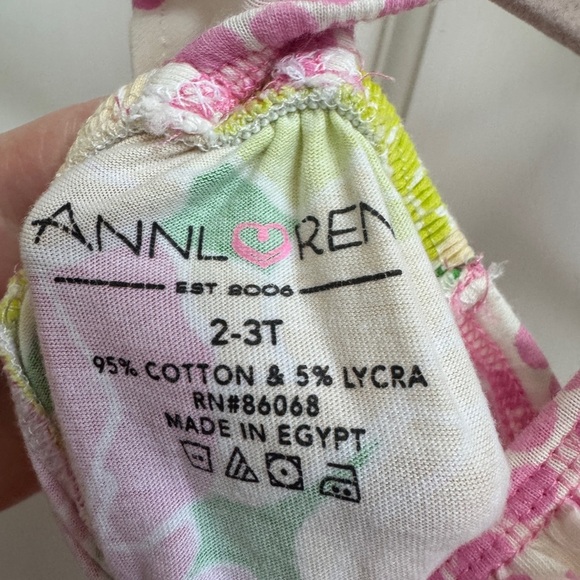 ANNLOREN
EST 2006
2-3T
95% COTTON & 5% LYCRA
RN#86068
MADE IN EGYPT